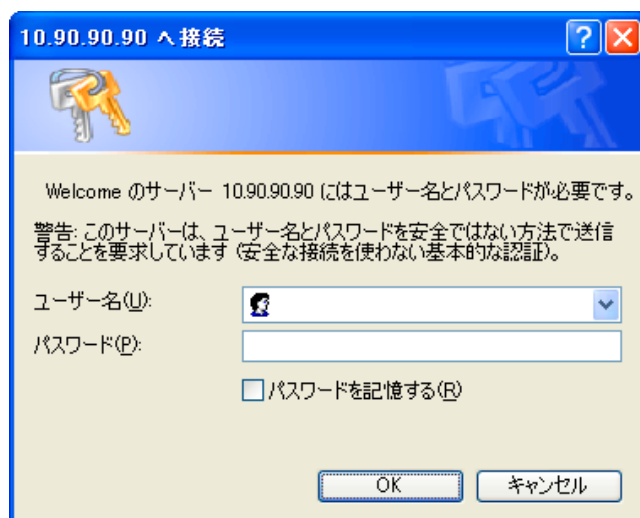 10.90.90.90 へ接続
Welcome のサーバー 10.90.90.90 にはユーザー名とパスワードが必要です。
警告: このサーバーは、ユーザー名とパスワードを安全ではない方法で送信
することを要求しています (安全な接続を使わない基本的な認証)。
ユーザー名(U):
パスワード(P):
パスワードを記憶する(R)
OK キャンセル